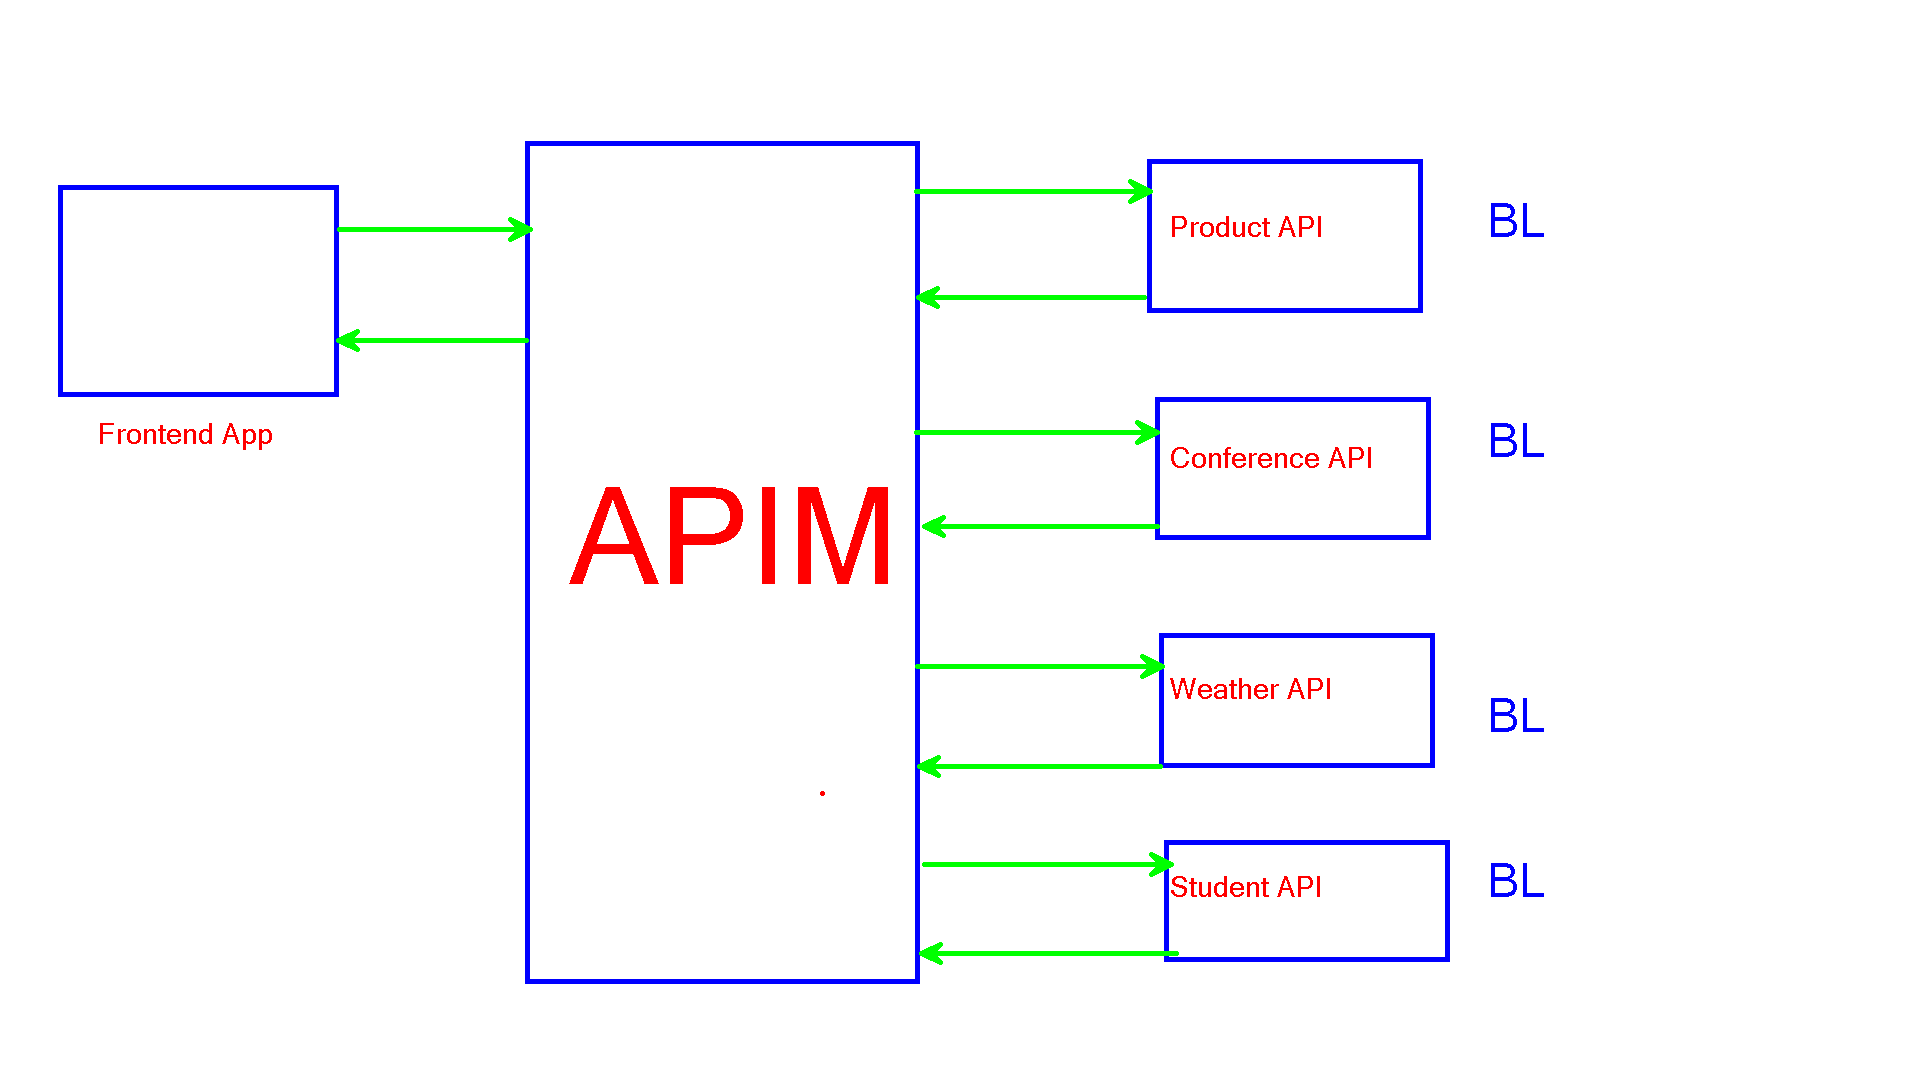 Frontend App
APIM
Product API
BL
Conference API
BL
Weather API
BL
Student API
BL